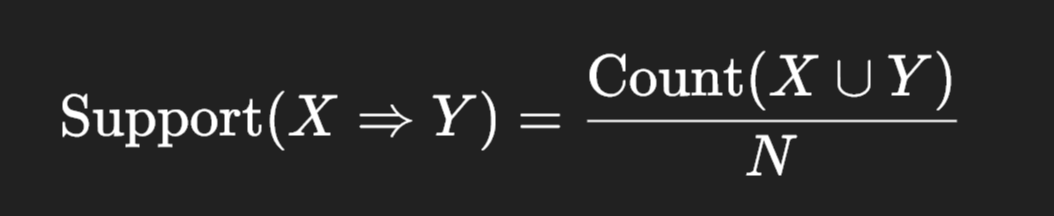 Support(X ⇒ Y) = Count(X ∪ Y) / N